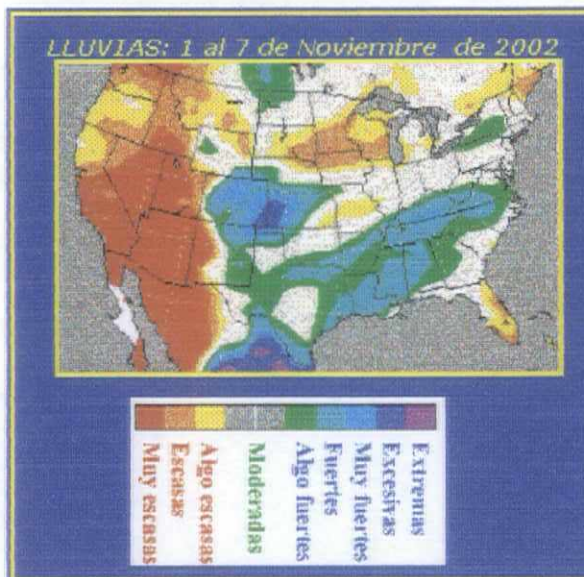 LLUVIAS: 1 al 7 de Noviembre de 2002
Extremas
Excesivas
Muy fuertes
Fuertes
Algo fuertes
Moderadas
Algo escasas
Escasas
Muy escasas